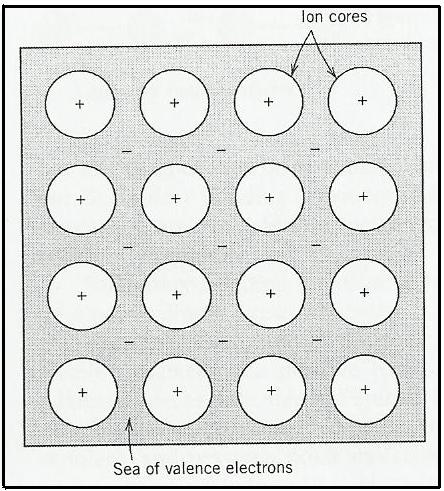 Ion cores
+ + + +
– – –
+ + + +
– – –
+ + + +
– – –
+ + + +
Sea of valence electrons